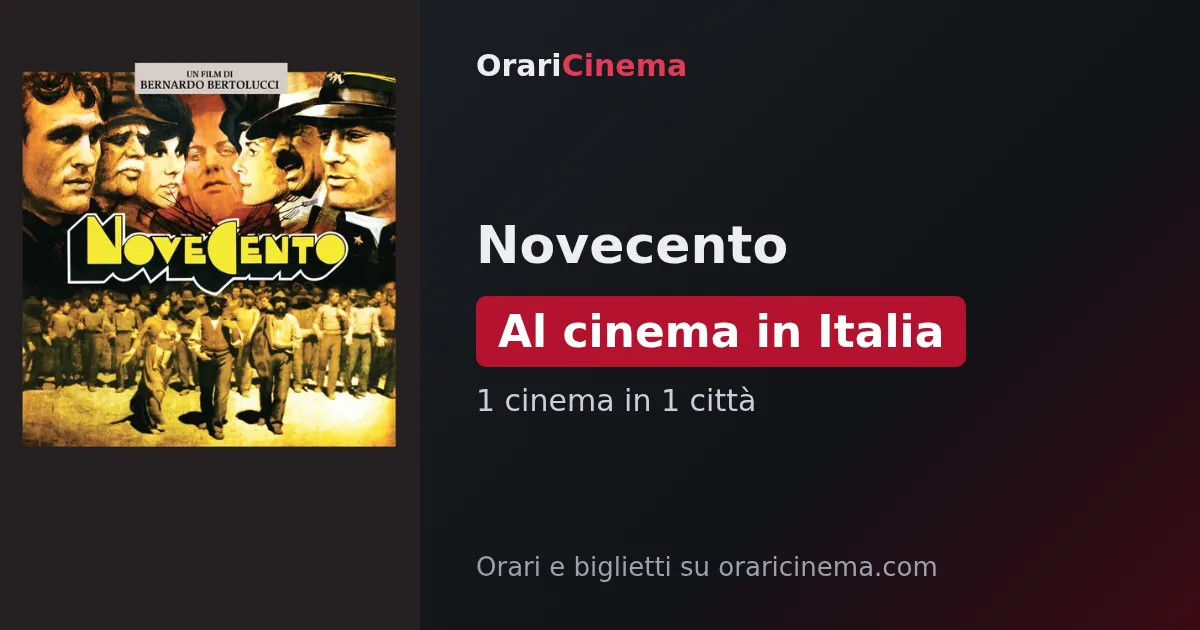 UN FILM DI
BERNARDO BERTOLUCCI
NOVECENTO
OrariCinema
Novecento
Al cinema in Italia
1 cinema in 1 città
Orari e biglietti su oraricinema.com